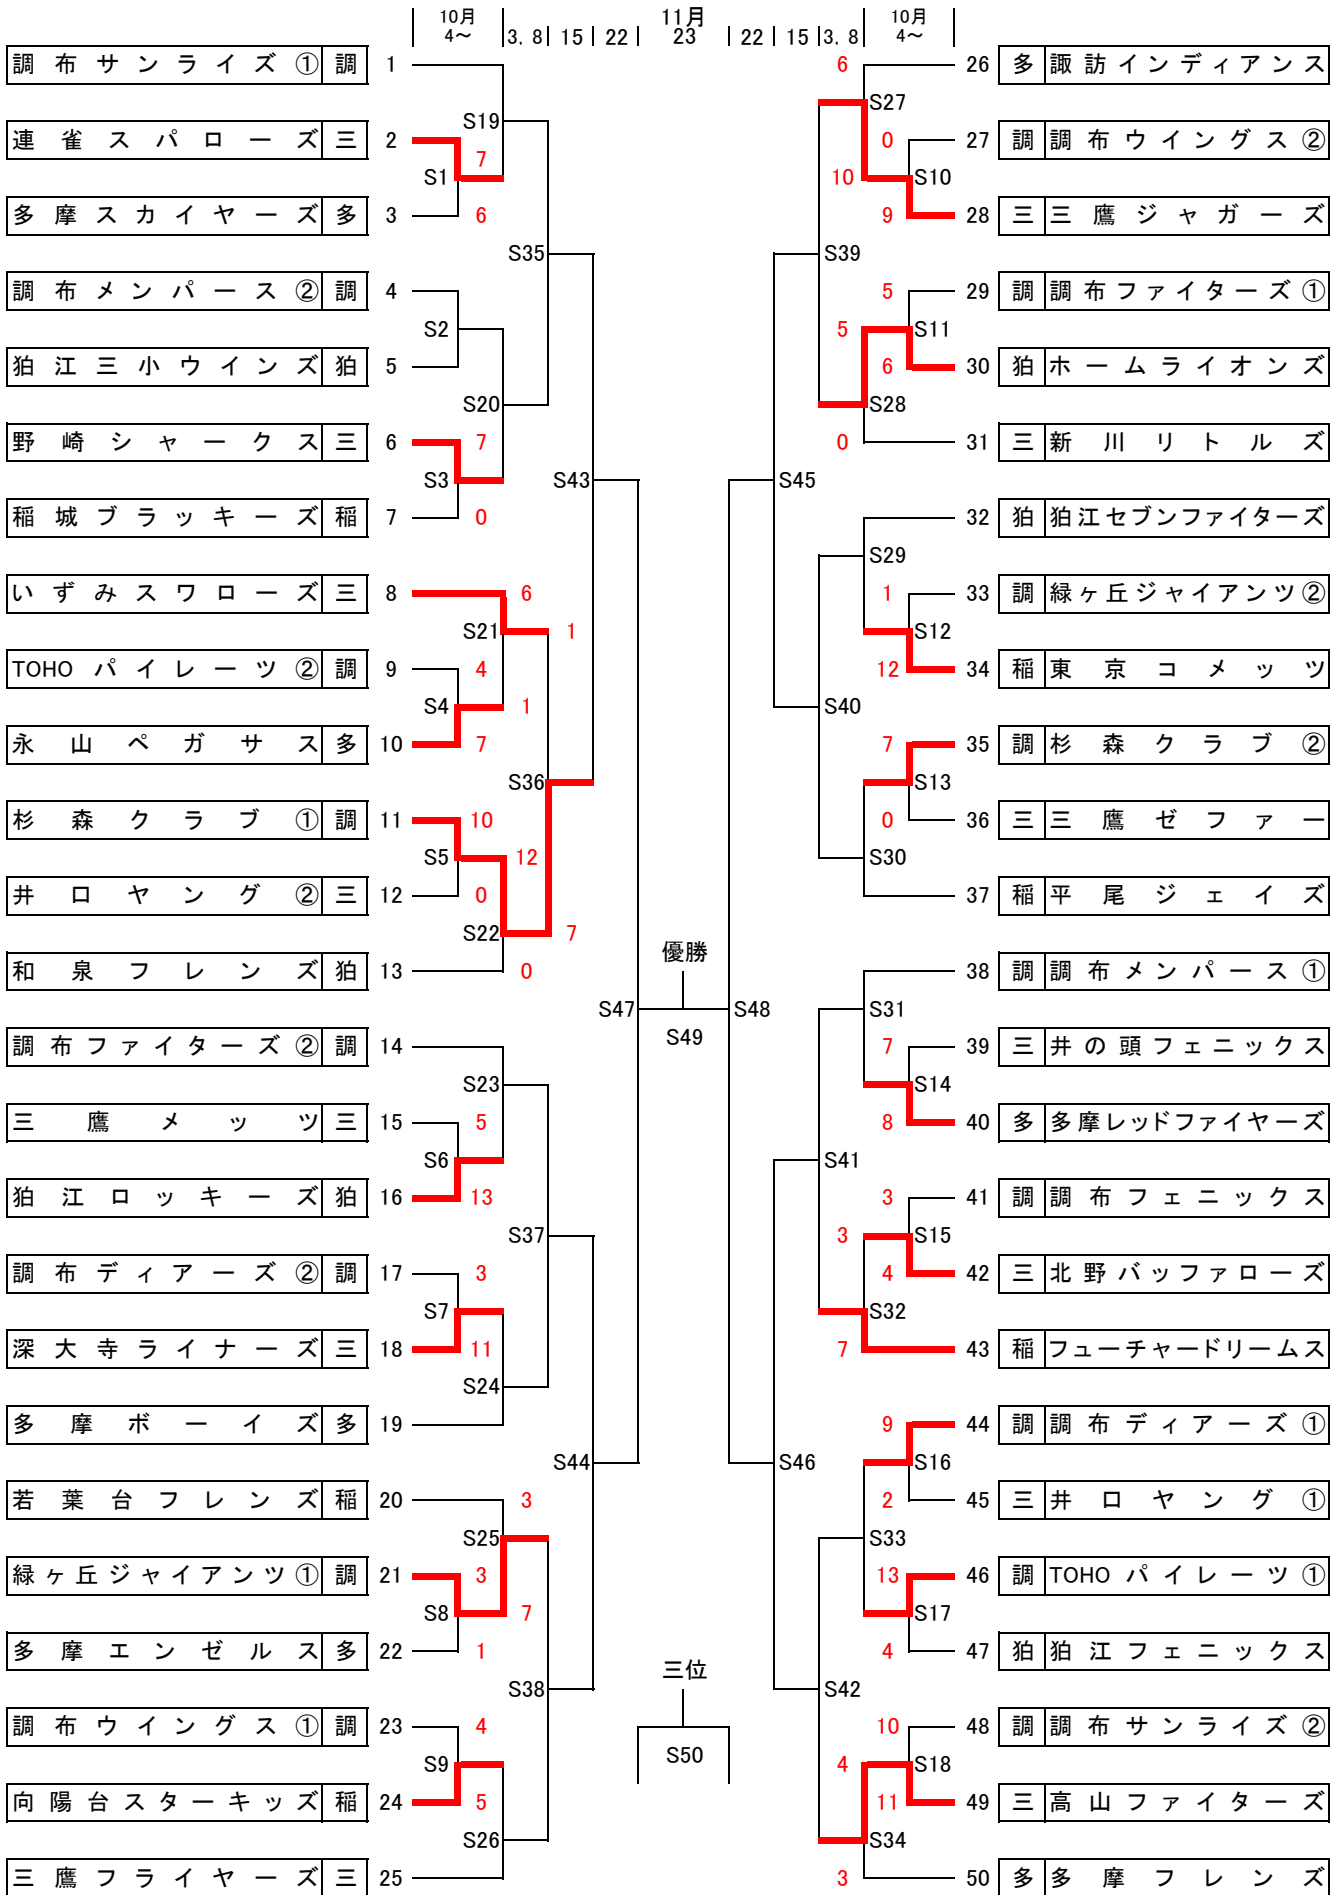 10月 11月 10月
4～ 3, 8 15 22 23 22 15 3, 8 4～
調布サンライズ① 調 1 6 26 多 諏訪インディアンス
S19 S27
連雀スパローズ 三 2 7 0 27 調 調布ウイングス②
S1 10 S10
多摩スカイヤーズ 多 3 6 9 28 三 三鷹ジャガーズ
S35 S39
調布メンパース② 調 4 5 29 調 調布ファイターズ①
S2 5 S11
狛江三小ウインズ 狛 5 6 30 狛 ホームライオンズ
S20 S28
野崎シャークス 三 6 7 0 31 三 新川リトルズ
S3 S43 S45
稲城ブラッキーズ 稲 7 0 32 狛 狛江セブンファイターズ
S29
いずみスワローズ 三 8 6 1 33 調 緑ヶ丘ジャイアンツ②
S21 1 S12
TOHOパイレーツ② 調 9 4 12 34 稲 東京コメッツ
S4 1 S40
永山ペガサス 多 10 7 7 35 調 杉森クラブ②
S36 S13
杉森クラブ① 調 11 10 0 36 三 三鷹ゼファー
S5 12 S30
井口ヤング② 三 12 0 37 稲 平尾ジェイズ
S22 7 優勝
和泉フレンズ 狛 13 0 38 調 調布メンパース①
S47 S49 S48 S31
調布ファイターズ② 調 14 7 39 三 井の頭フェニックス
S23 S14
三鷹メッツ 三 15 5 8 40 多 多摩レッドファイヤーズ
S6 S41
狛江ロッキーズ 狛 16 13 3 41 調 調布フェニックス
S37 3 S15
調布ディアーズ② 調 17 3 4 42 三 北野バッファローズ
S7 S32
深大寺ライナーズ 三 18 11 7 43 稲 フューチャードリームス
S24
多摩ボーイズ 多 19 9 44 調 調布ディアーズ①
S44 S46 S16
若葉台フレンズ 稲 20 3 2 45 三 井口ヤング①
S25 S33
緑ヶ丘ジャイアンツ① 調 21 3 13 46 調 TOHOパイレーツ①
S8 7 S17
多摩エンゼルス 多 22 1 4 47 狛 狛江フェニックス
S38 三位 S42
調布ウイングス① 調 23 4 10 48 調 調布サンライズ②
S9 S50 4 S18
向陽台スターキッズ 稲 24 5 11 49 三 高山ファイターズ
S26 S34
三鷹フライヤーズ 三 25 3 50 多 多摩フレンズ